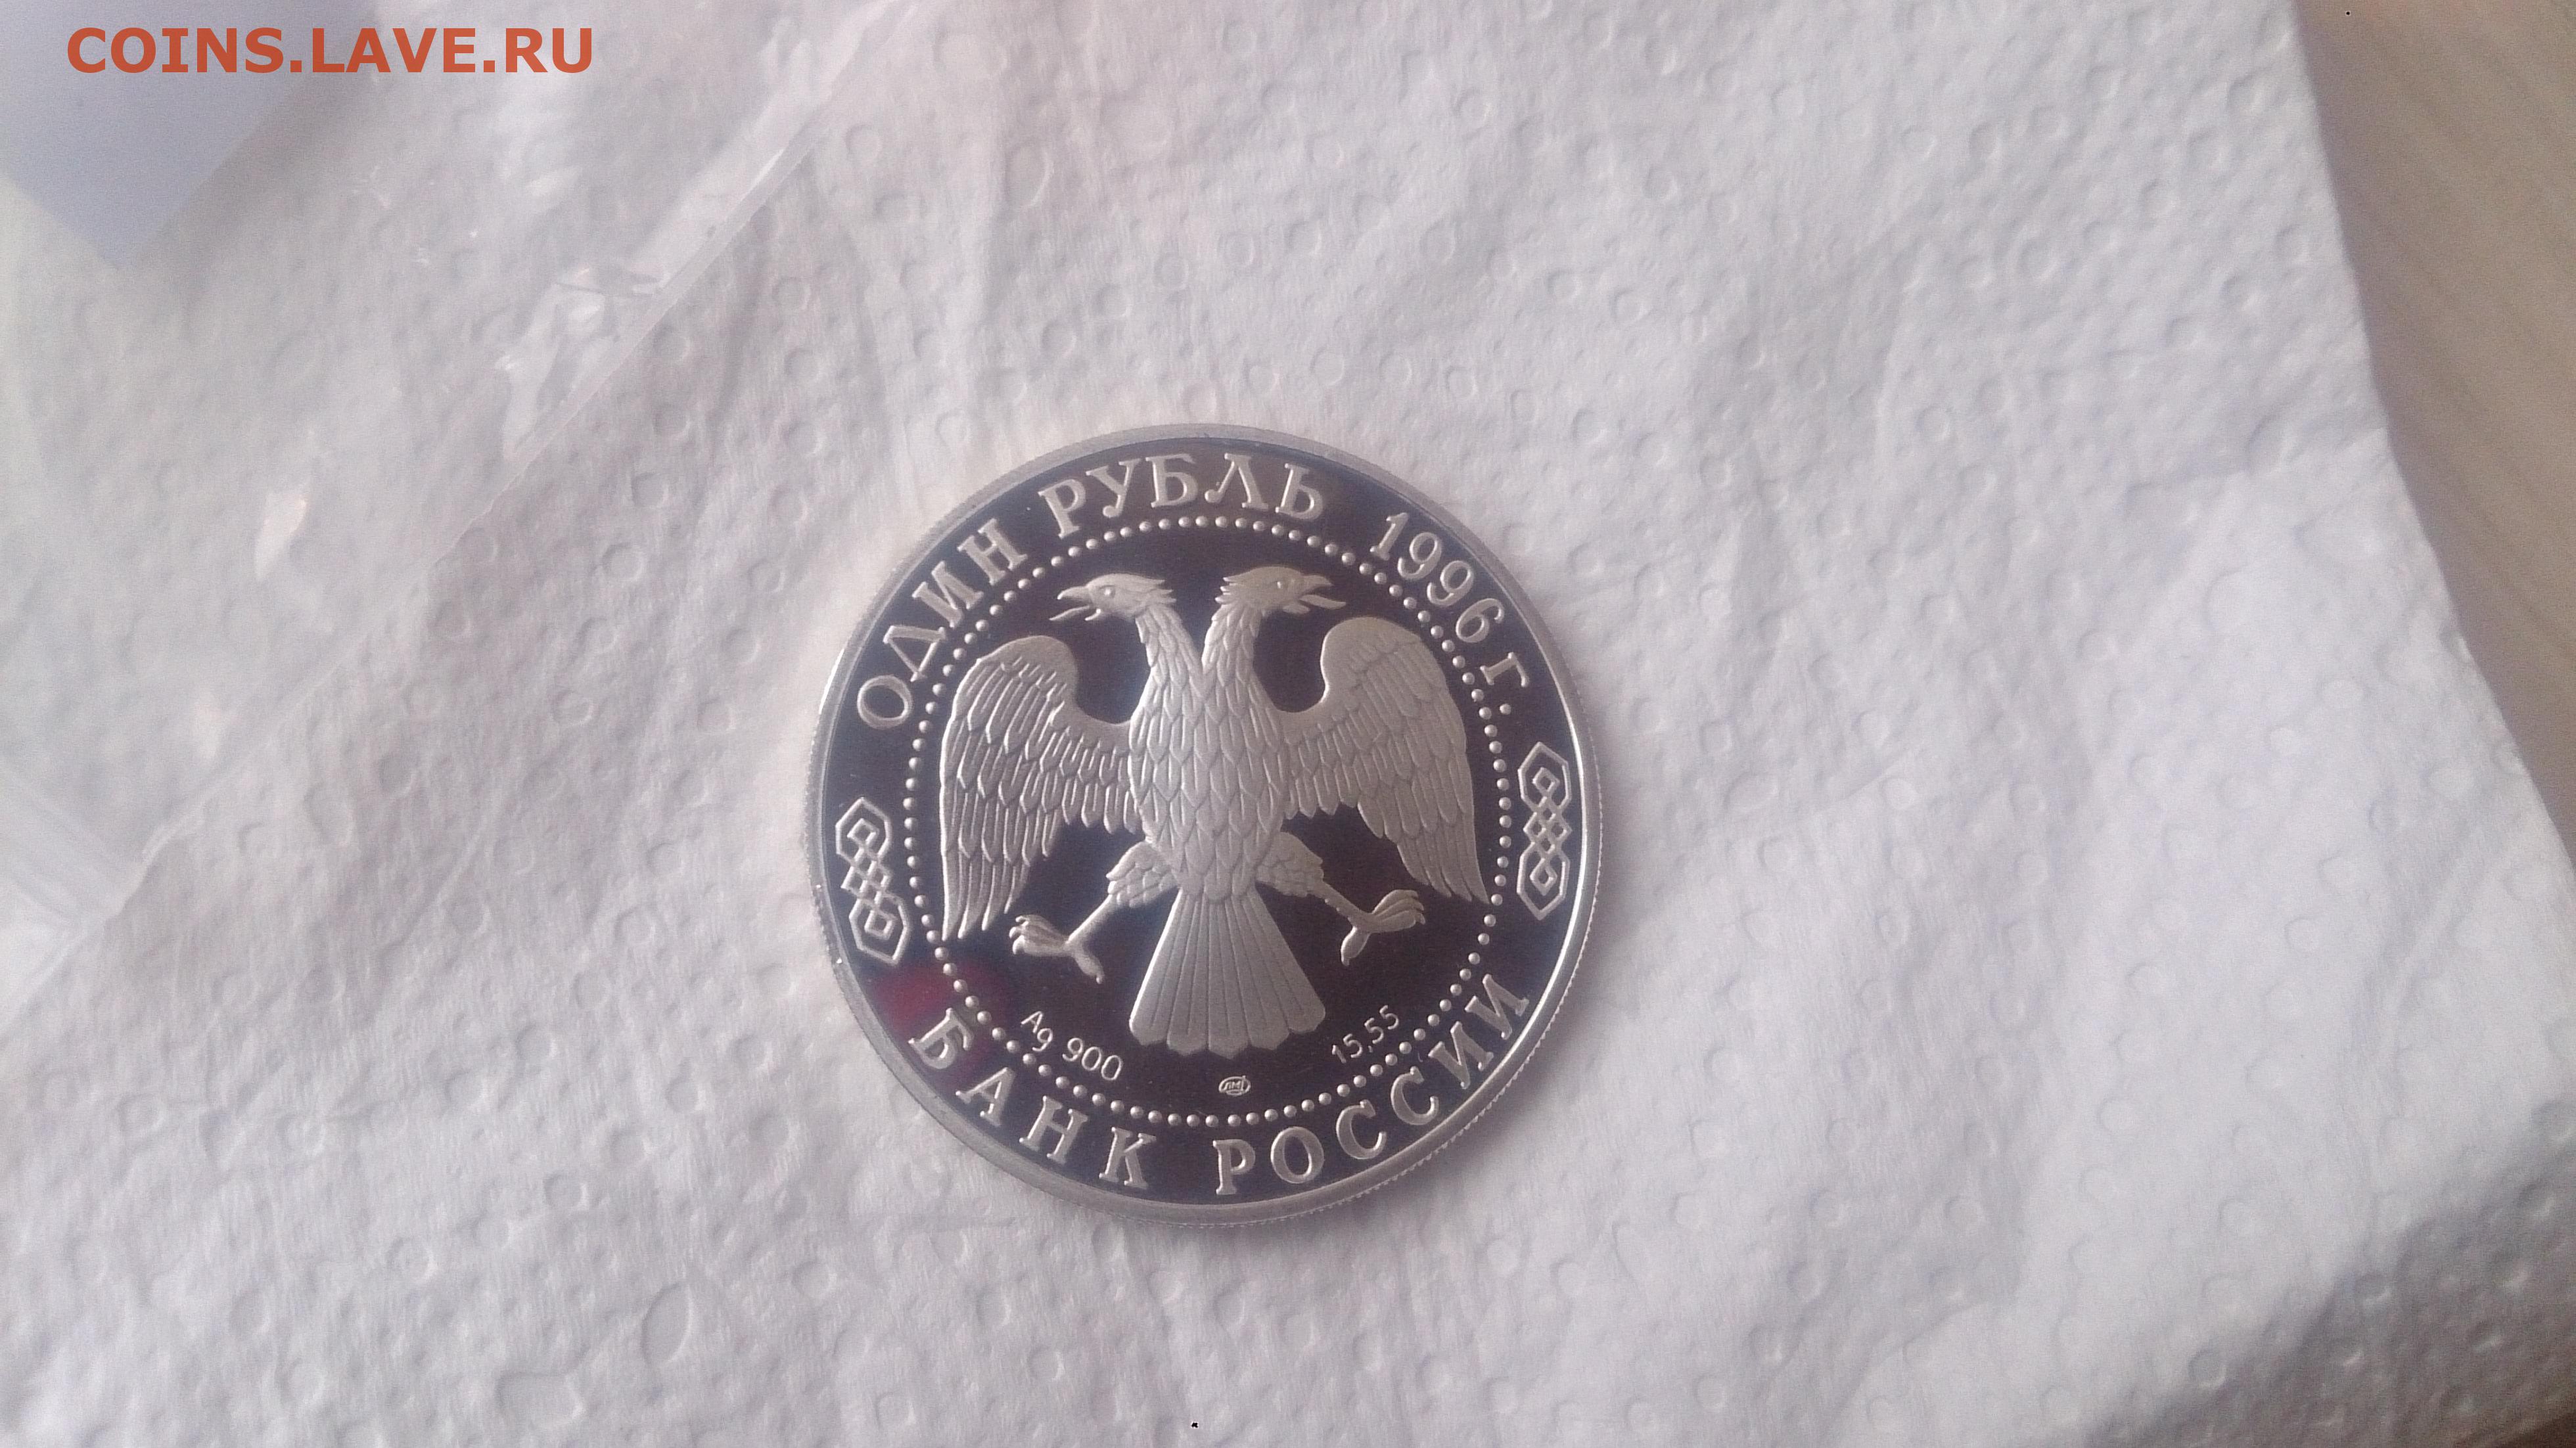 COINS.LAVE.RU
ОДИН РУБЛЬ 1996 г.
Ag 900
ЛМД
15,55
БАНК РОССИИ